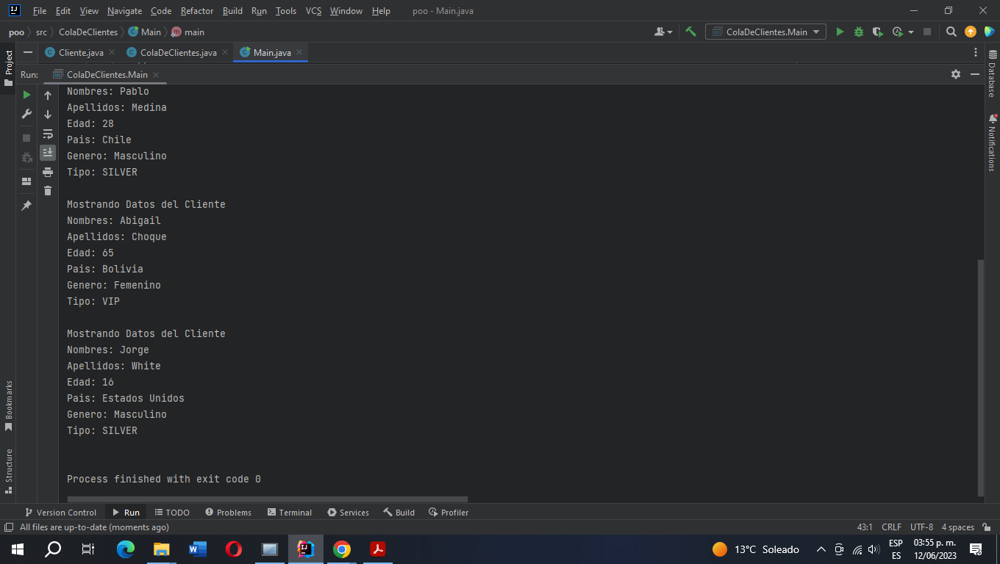 File Edit View Navigate Code Refactor Build Run Tools VCS Window Help poo - Main.java
poo src ColaDeClientes Main main ColaDeClientes.Main
Project
Cliente.java ColaDeClientes.java Main.java
Run: ColaDeClientes.Main
Database
Notifications
Nombres: Pablo
Apellidos: Medina
Edad: 28
Pais: Chile
Genero: Masculino
Tipo: SILVER
Mostrando Datos del Cliente
Nombres: Abigail
Apellidos: Choque
Edad: 65
Pais: Bolivia
Genero: Femenino
Tipo: VIP
Mostrando Datos del Cliente
Nombres: Jorge
Apellidos: White
Edad: 16
Pais: Estados Unidos
Genero: Masculino
Tipo: SILVER
Process finished with exit code 0
Bookmarks
Structure
Version Control Run TODO Problems Terminal Services Build Profiler
All files are up-to-date (moments ago) 43:1 CRLF UTF-8 4 spaces
13°C Soleado
ESP
ES
03:55 p. m.
12/06/2023